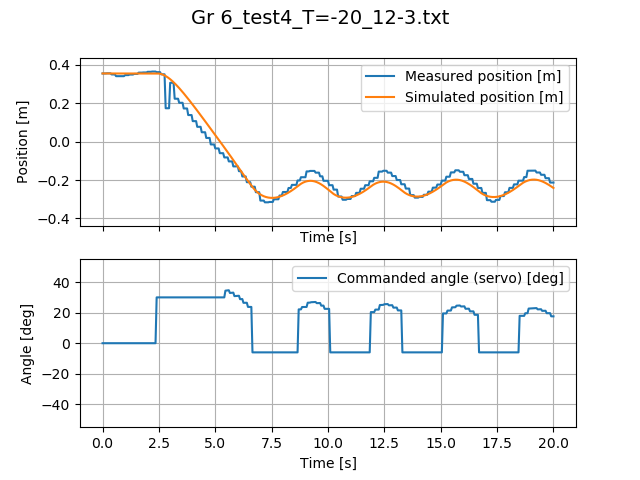 Gr 6_test4_T=-20_12-3.txt
0.4
0.2
0.0
−0.2
−0.4
Position [m]
Measured position [m]
Simulated position [m]
Time [s]
40
20
0
−20
−40
Angle [deg]
Commanded angle (servo) [deg]
0.0 2.5 5.0 7.5 10.0 12.5 15.0 17.5 20.0
Time [s]